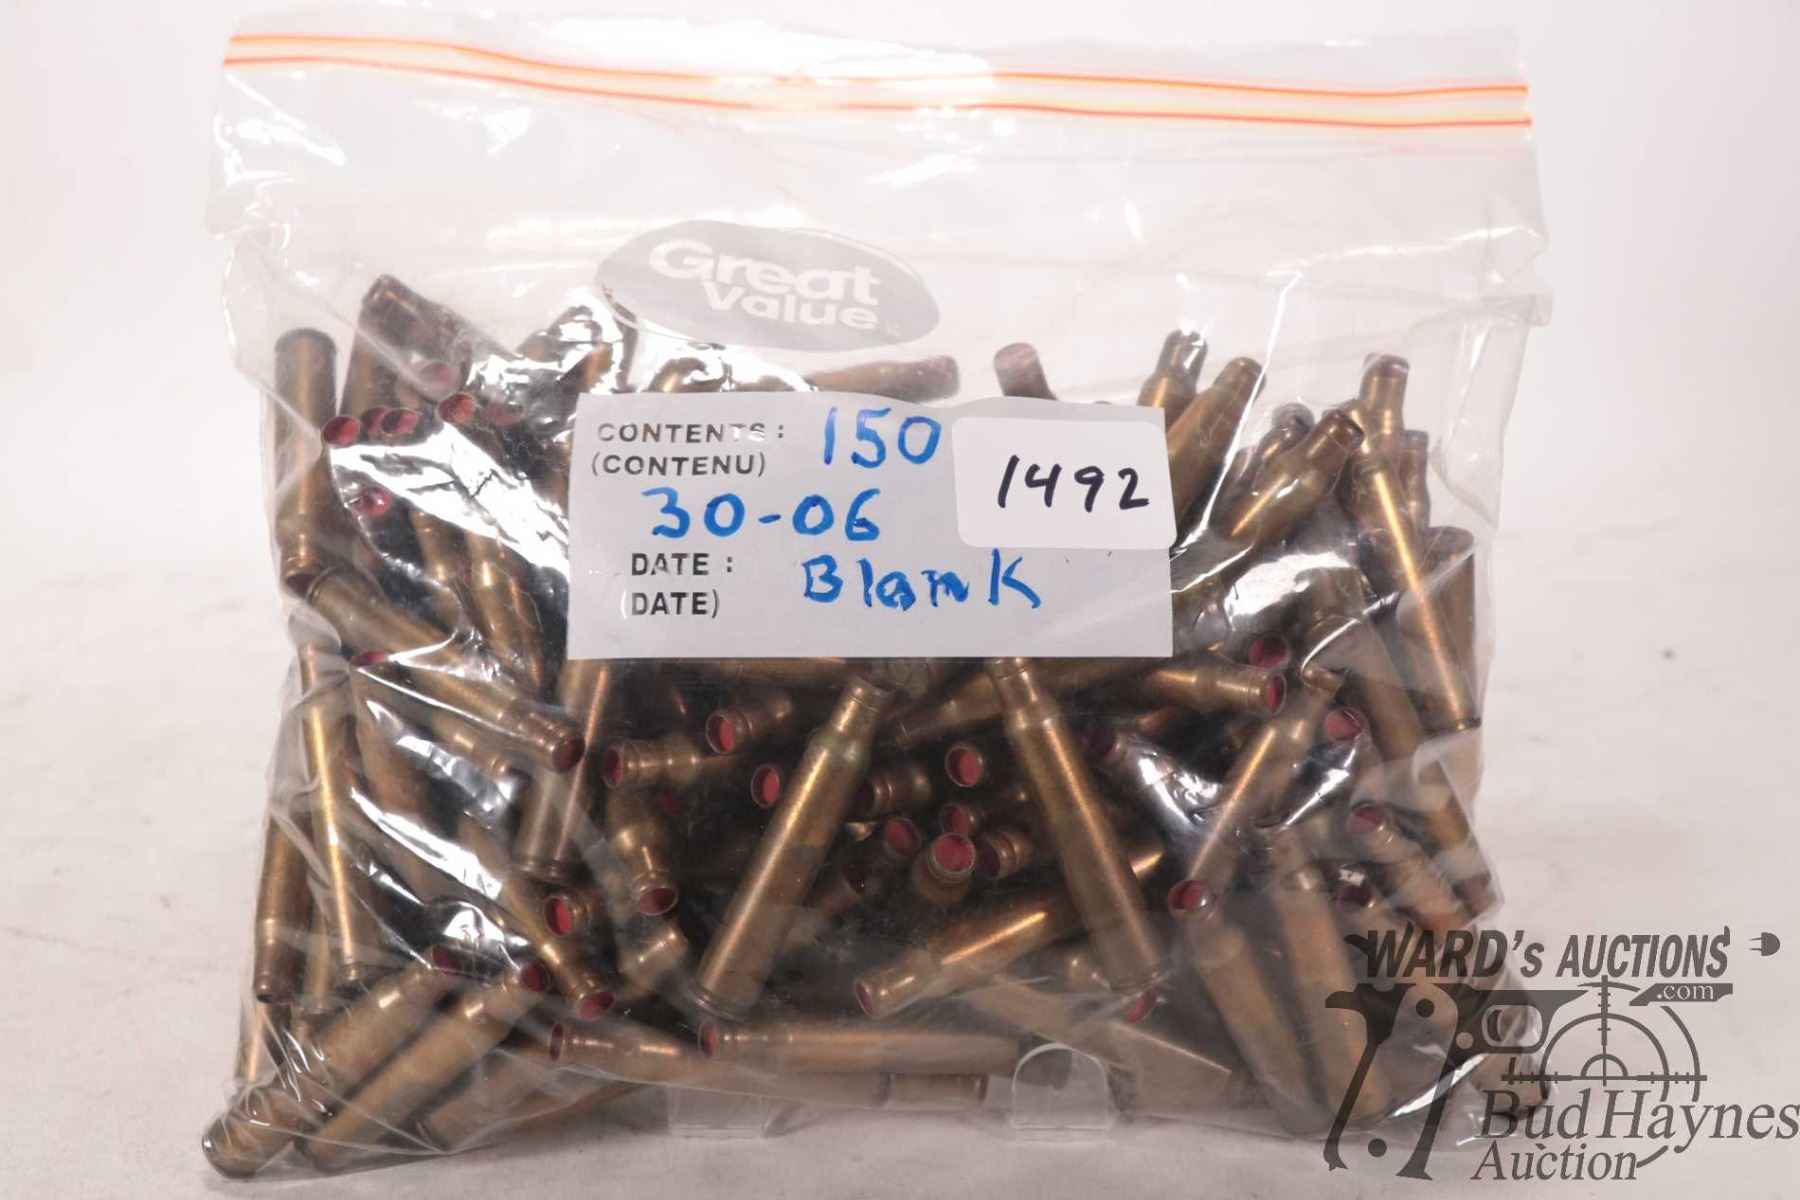 Great
Value
CONTENTS: 150
(CONTENU)
1492
30-06
DATE: Blank
(DATE)
WARD's AUCTIONS
.com
Bud Haynes
Auction